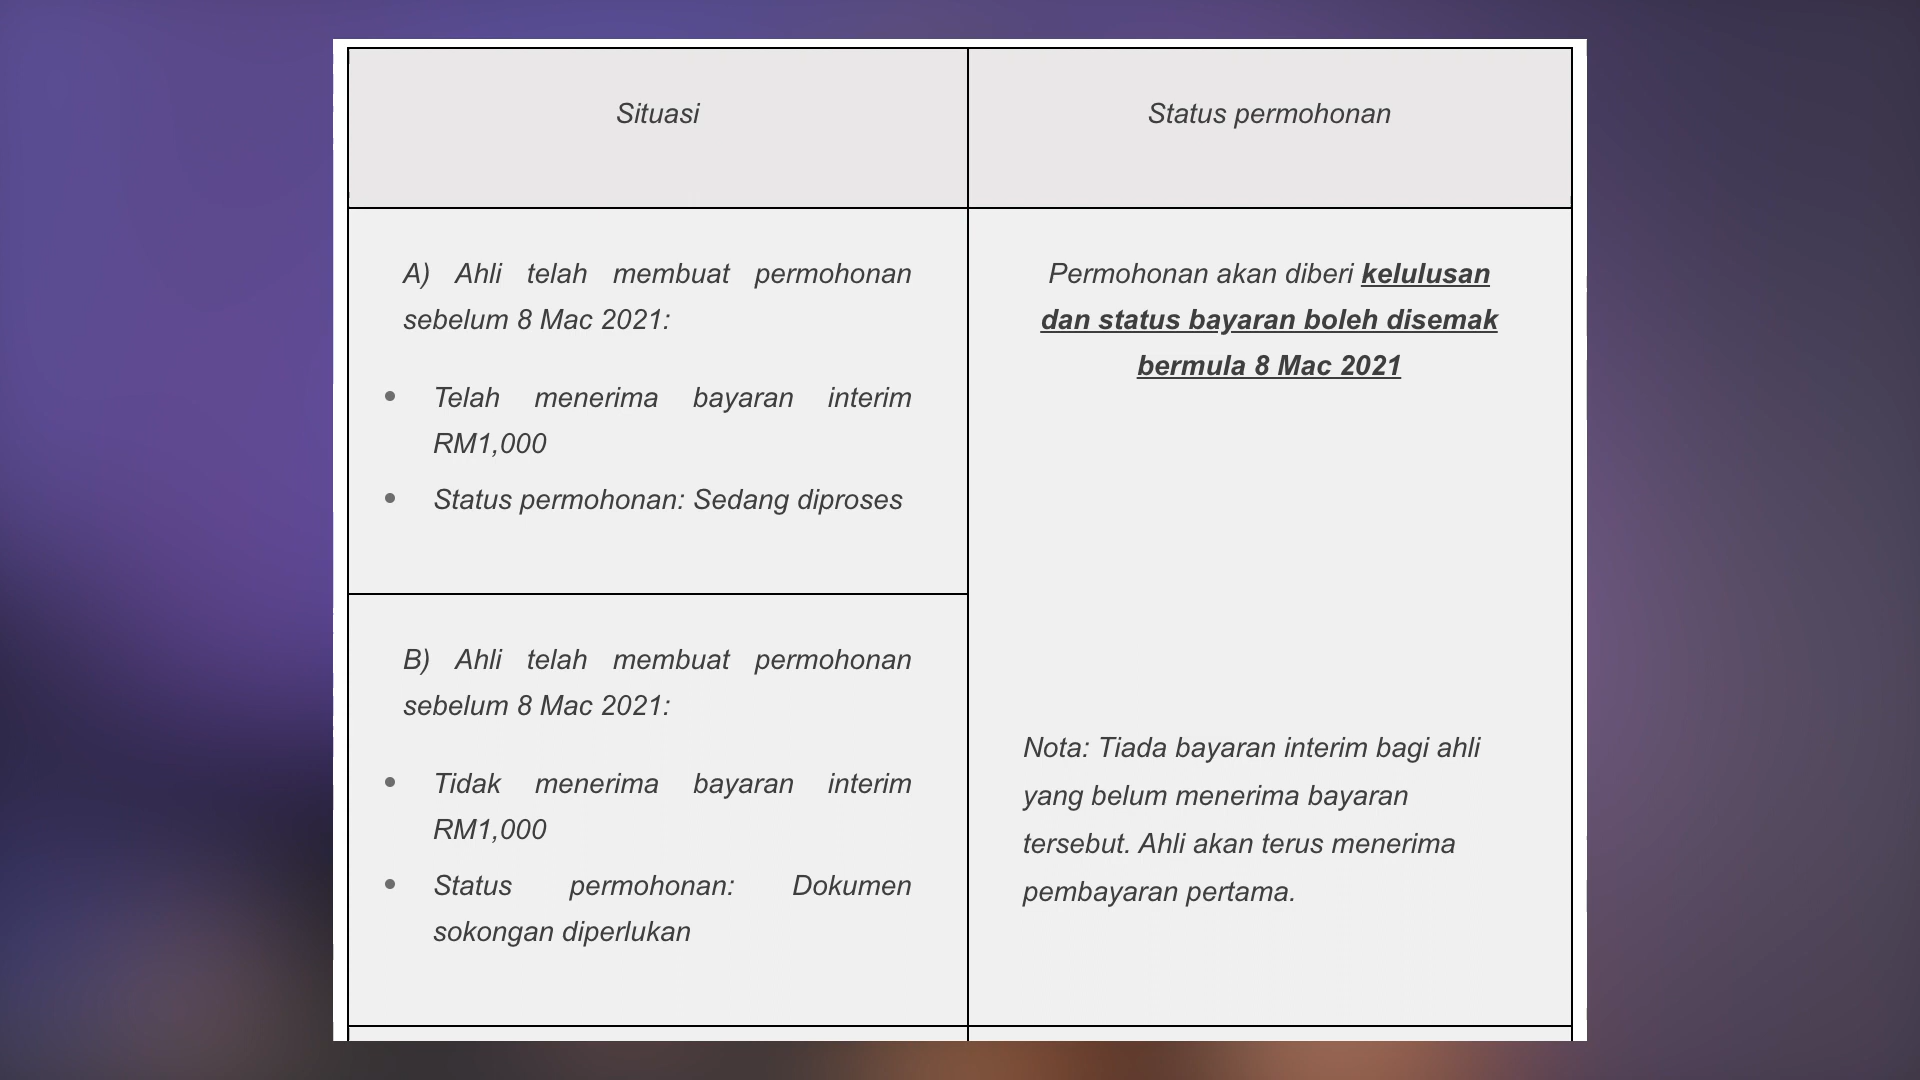 Situasi
Status permohonan
A) Ahli telah membuat permohonan
sebelum 8 Mac 2021:
• Telah menerima bayaran interim
RM1,000
• Status permohonan: Sedang diproses
B) Ahli telah membuat permohonan
sebelum 8 Mac 2021:
• Tidak menerima bayaran interim
RM1,000
• Status permohonan: Dokumen
sokongan diperlukan
Permohonan akan diberi kelulusan
dan status bayaran boleh disemak
bermula 8 Mac 2021
Nota: Tiada bayaran interim bagi ahli
yang belum menerima bayaran
tersebut. Ahli akan terus menerima
pembayaran pertama.